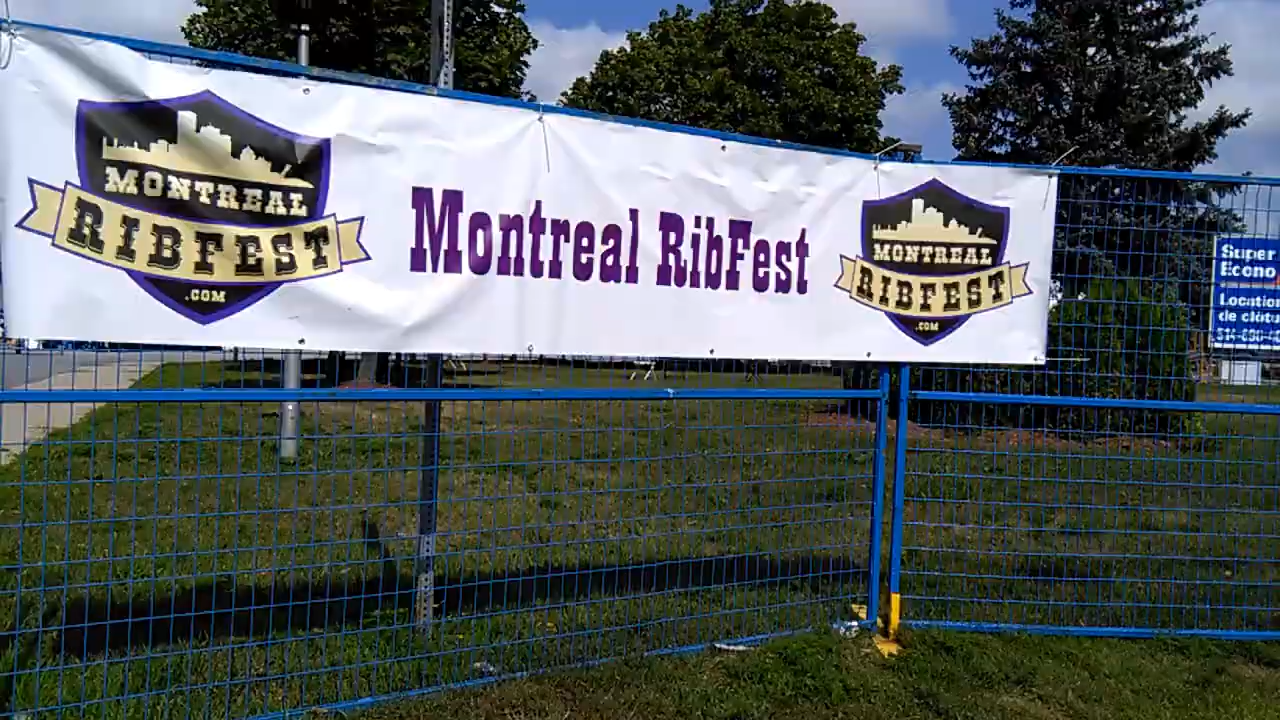 MONTREAL
RIBFEST
.COM
Montreal RibFest
MONTREAL
RIBFEST
.COM
Super
Econo
Location
de clôtu